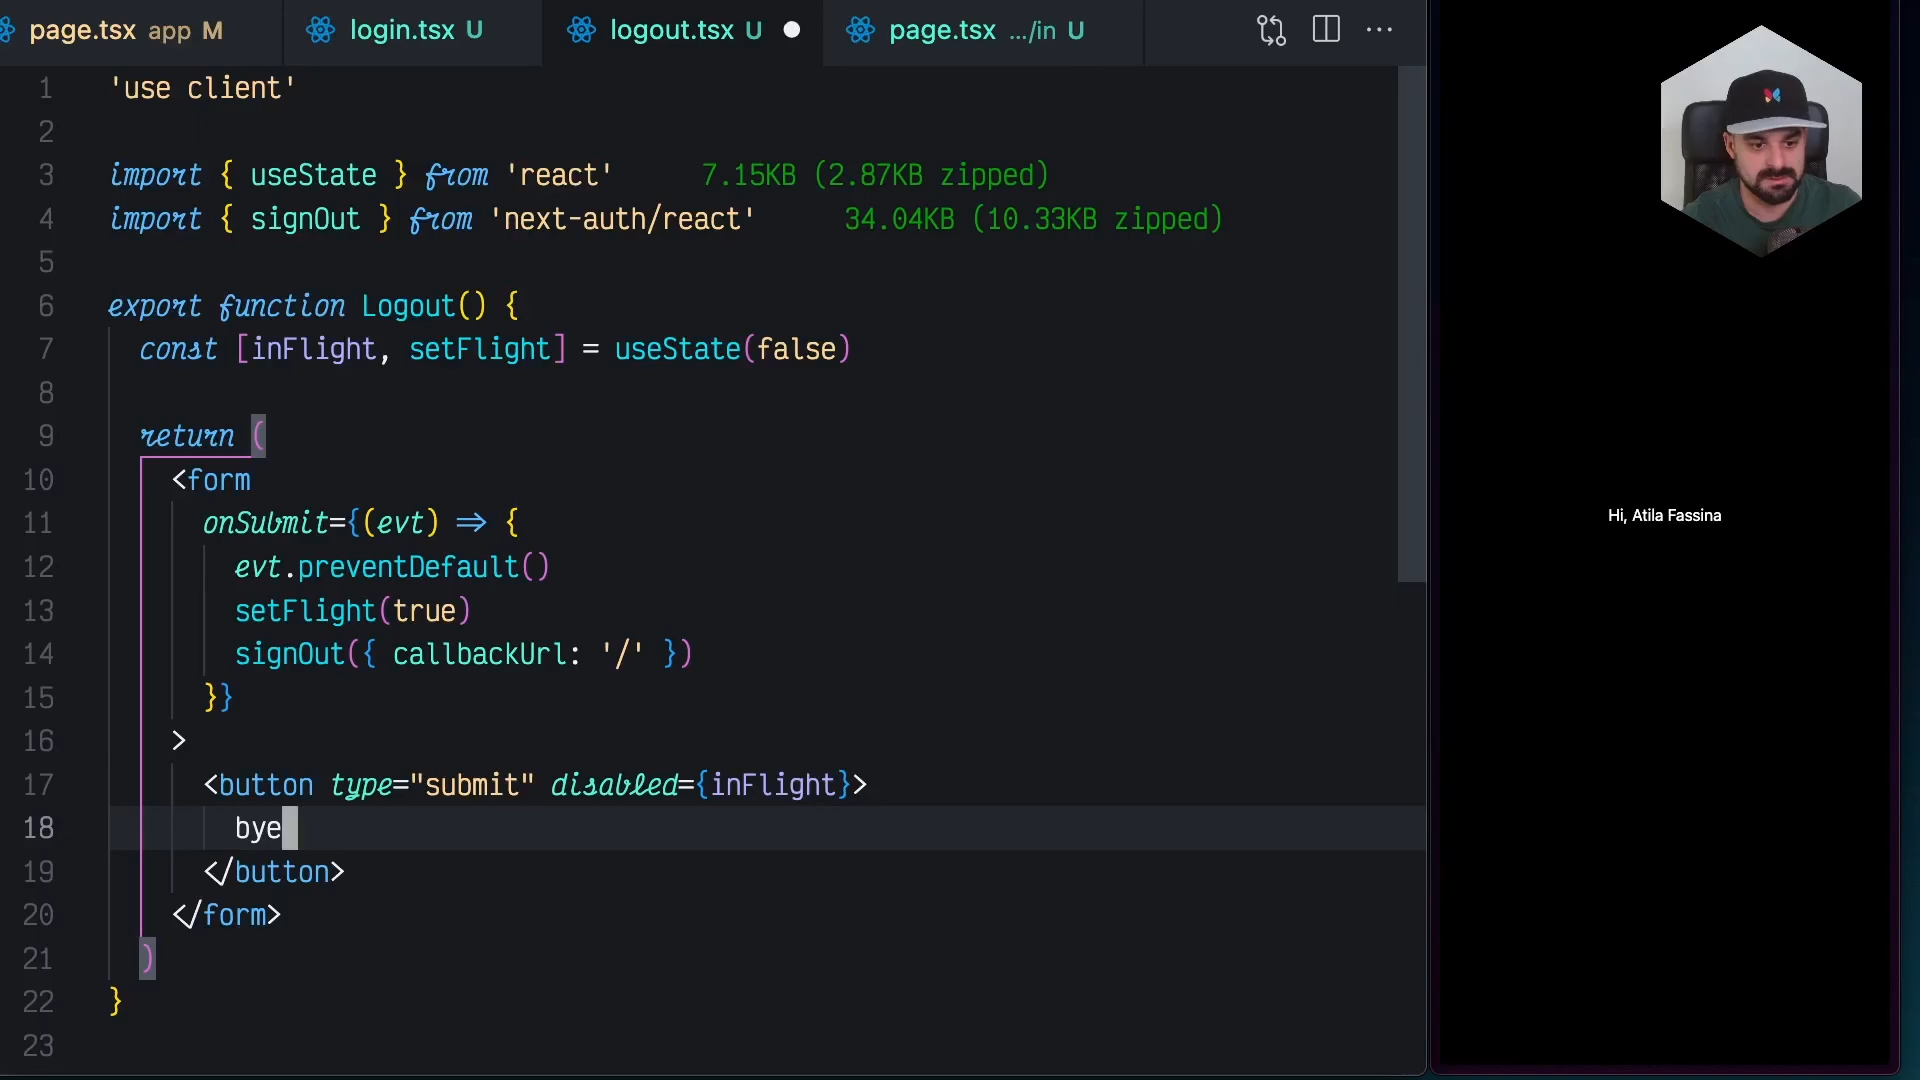 page.tsx app M
login.tsx U
logout.tsx U
page.tsx .../in U
1 'use client'
2
3 import { useState } from 'react' 7.15KB (2.87KB zipped)
4 import { signOut } from 'next-auth/react' 34.04KB (10.33KB zipped)
5
6 export function Logout() {
7 const [inFlight, setFlight] = useState(false)
8
9 return (
10 <form
11 onSubmit={(evt) => {
12 evt.preventDefault()
13 setFlight(true)
14 signOut({ callbackUrl: '/' })
15 }}
16 >
17 <button type="submit" disabled={inFlight}>
18 bye
19 </button>
20 </form>
21 )
22 }
23
Hi, Atila Fassina